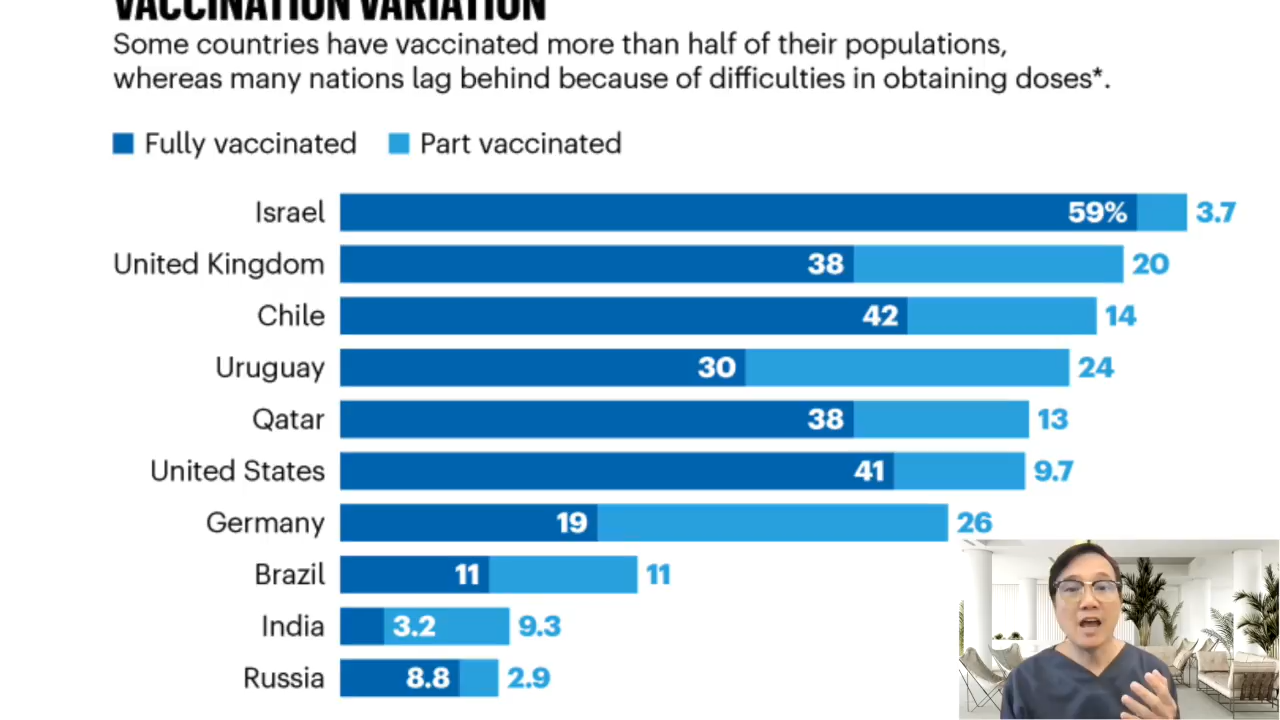 VACCINATION VARIATION
Some countries have vaccinated more than half of their populations,
whereas many nations lag behind because of difficulties in obtaining doses*.
Fully vaccinated Part vaccinated
Israel 59% 3.7
United Kingdom 38 20
Chile 42 14
Uruguay 30 24
Qatar 38 13
United States 41 9.7
Germany 19 26
Brazil 11 11
India 3.2 9.3
Russia 8.8 2.9